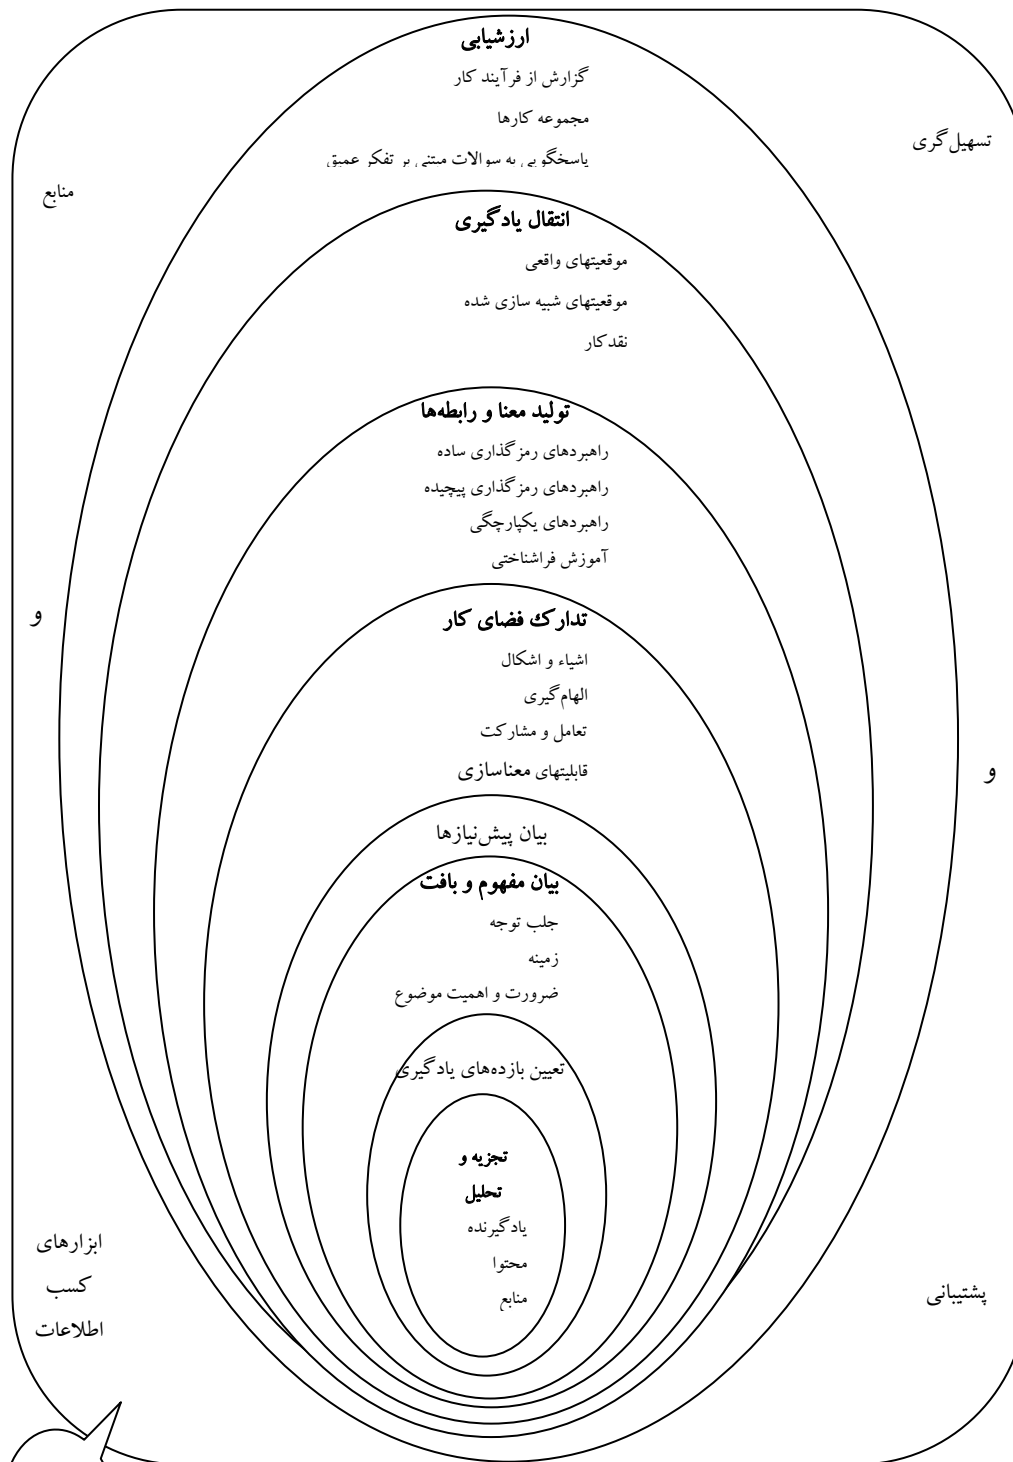 ارزشیابی
گزارش از فرآیند کار
مجموعه کارها
پاسخگویی به سوالات مبتنی بر تفکر عمیق
تسهیل‌گری
منابع
انتقال یادگیری
موقعیتهای واقعی
موقعیتهای شبیه سازی شده
نقدکار
تولید معنا و رابطه‌ها
راهبردهای رمزگذاری ساده
راهبردهای رمزگذاری پیچیده
راهبردهای یکپارچگی
آموزش فراشناختی
و
تدارک فضای کار
اشیاء و اشکال
الهام‌گیری
تعامل و مشارکت
قابلیتهای معناسازی
و
بیان پیش‌نیازها
بیان مفهوم و بافت
جلب توجه
زمینه
ضرورت و اهمیت موضوع
تعیین بازده‌های یادگیری
تجزیه و
تحلیل
یادگیرنده
محتوا
منابع
پشتیبانی
ابزارهای
کسب
اطلاعات